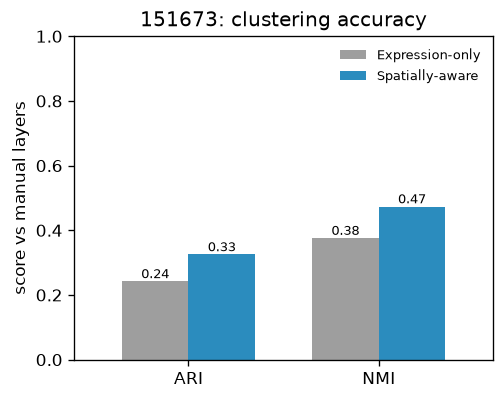 151673: clustering accuracy
Expression-only
Spatially-aware
score vs manual layers
1.0
0.8
0.6
0.4
0.2
0.0
0.24
0.33
0.38
0.47
ARI
NMI